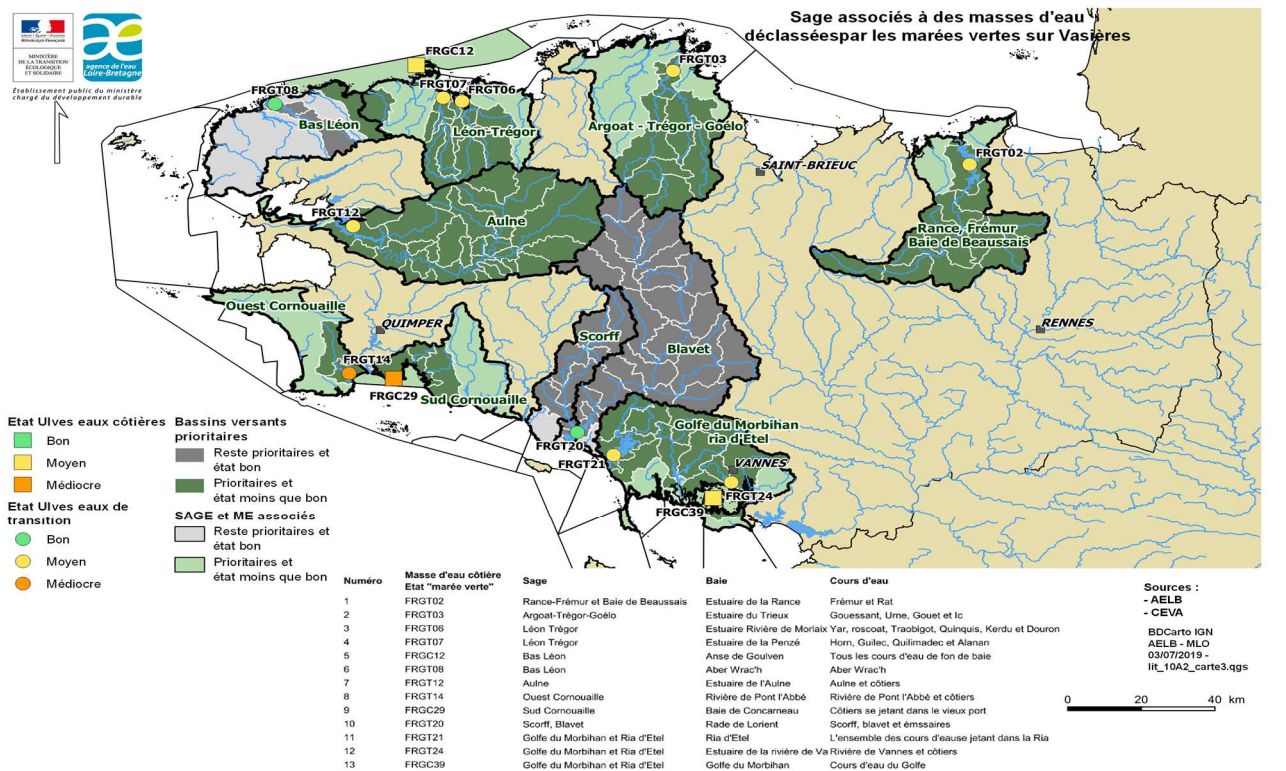 Sage associés à des masses d'eau
déclasséespar les marées vertes sur Vasières
RÉPUBLIQUE FRANÇAISE
MINISTÈRE
DE LA TRANSITION
ÉCOLOGIQUE
ET SOLIDAIRE
agence de l'eau
Loire-Bretagne
Établissement public du ministère
chargé du développement durable
FRGC12
FRGT03
FRGT08
FRGT07
FRGT06
Bas Léon
Léon-Trégor
Argoat - Trégor - Goélo
SAINT-BRIEUC
FRGT02
FRGT12
Aulne
Rance, Frémur
Baie de Beaussais
Ouest Cornouaille
QUIMPER
Scorff
Blavet
RENNES
FRGT14
FRGC29
Sud Cornouaille
Golfe du Morbihan
ria d'Etel
FRGT20
FRGT21
VANNES
FRGT24
FRGC39
Etat Ulves eaux côtières
Bon
Moyen
Médiocre
Etat Ulves eaux de
transition
Bon
Moyen
Médiocre
Bassins versants
prioritaires
Reste prioritaires et
état bon
Prioritaires et
état moins que bon
SAGE et ME associés
Reste prioritaires et
état bon
Prioritaires et
état moins que bon
Numéro Masse d'eau côtière Sage Baie Cours d'eau
Etat "marée verte"
1 FRGT02 Rance-Frémur et Baie de Beaussais Estuaire de la Rance Frémur et Rat
2 FRGT03 Argoat-Trégor-Goélo Estuaire du Trieux Gouessant, Urne, Gouet et Ic
3 FRGT06 Léon Trégor Estuaire Rivière de Morlaix Yar, roscoat, Traobigot, Quinquis, Kerdu et Douron
4 FRGT07 Léon Trégor Estuaire de la Penzé Horn, Guilec, Quilimadec et Alanan
5 FRGC12 Bas Léon Anse de Goulven Tous les cours d'eau de fon de baie
6 FRGT08 Bas Léon Aber Wrac'h Aber Wrac'h
7 FRGT12 Aulne Estuaire de l'Aulne Aulne et côtiers
8 FRGT14 Ouest Cornouaille Rivière de Pont l'Abbé Rivière de Pont l'Abbé et côtiers
9 FRGC29 Sud Cornouaille Baie de Concarneau Côtiers se jetant dans le vieux port
10 FRGT20 Scorff, Blavet Rade de Lorient Scorff, blavet et émssaires
11 FRGT21 Golfe du Morbihan et Ria d'Etel Ria d'Etel L'ensemble des cours d'eause jetant dans la Ria
12 FRGT24 Golfe du Morbihan et Ria d'Etel Estuaire de la rivière de Va Rivière de Vannes et côtiers
13 FRGC39 Golfe du Morbihan et Ria d'Etel Golfe du Morbihan Cours d'eau du Golfe
Sources :
- AELB
- CEVA
BDCarto IGN
AELB - MLO
03/07/2019 -
lit_10A2_carte3.qgs
0 20 40 km